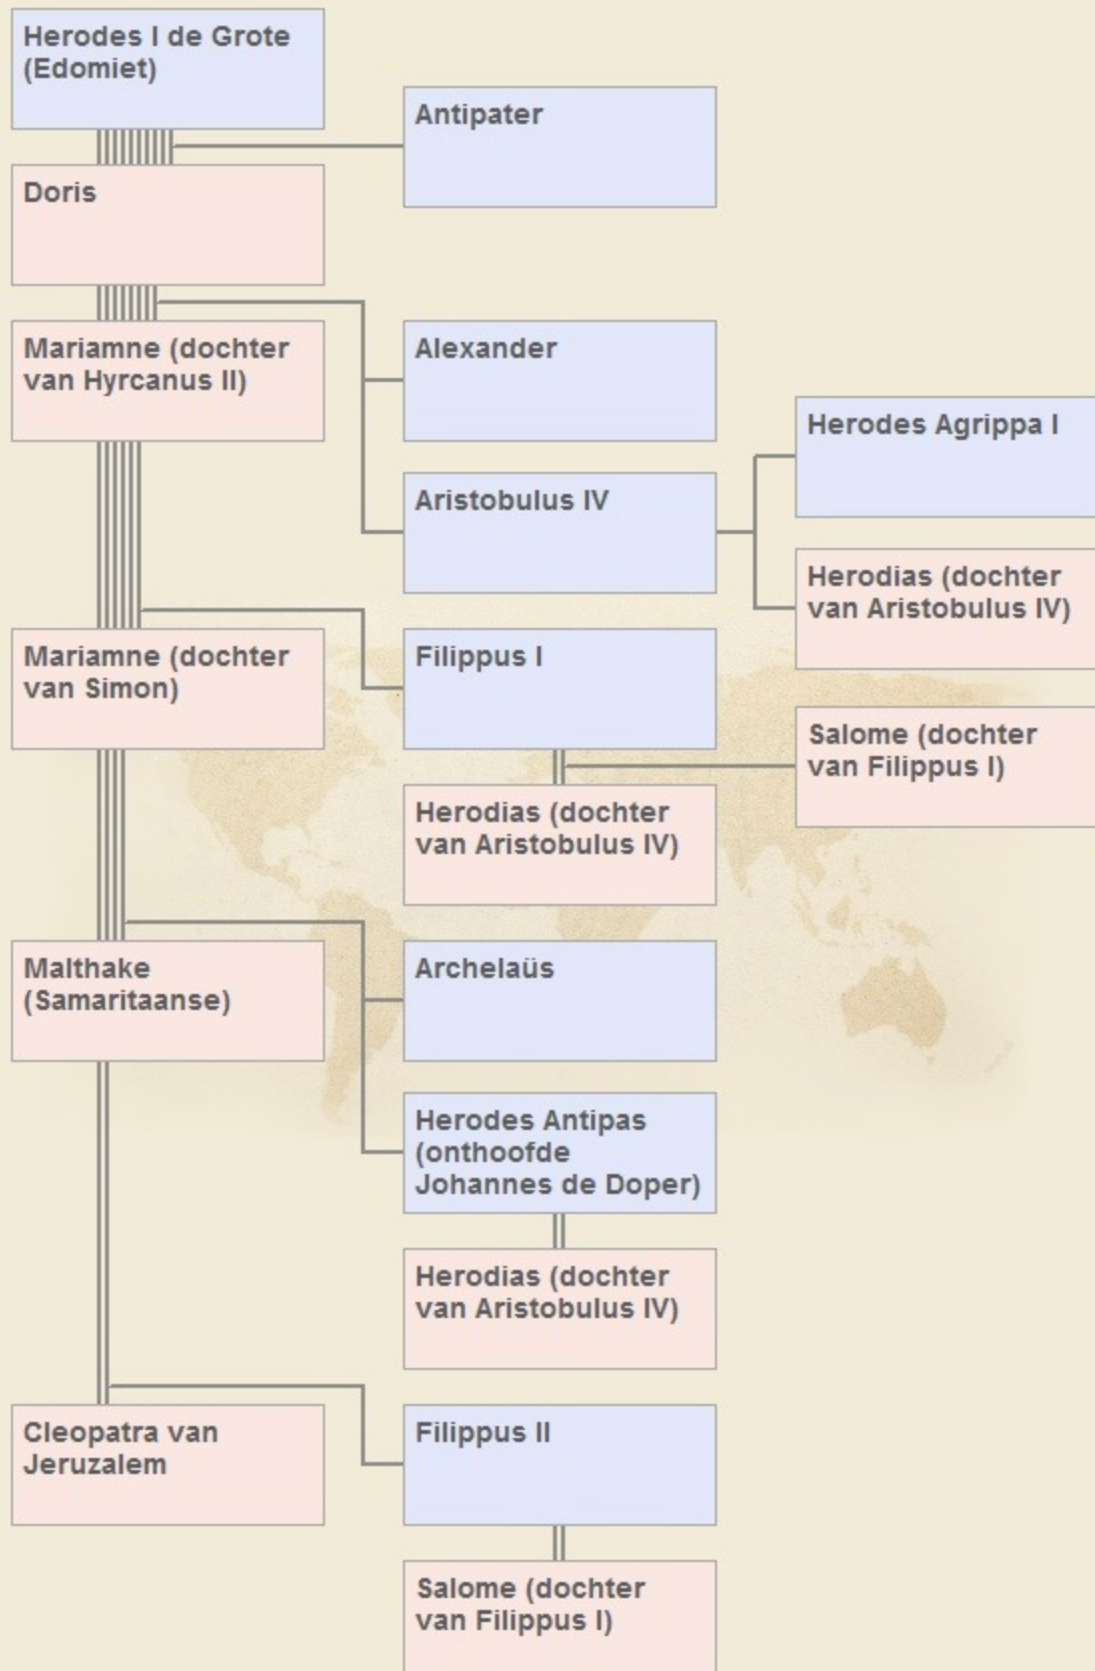 Herodes I de Grote
(Edomiet)
Antipater
Doris
Mariamne (dochter
van Hyrcanus II)
Alexander
Herodes Agrippa I
Aristobulus IV
Herodias (dochter
van Aristobulus IV)
Mariamne (dochter
van Simon)
Filippus I
Salome (dochter
van Filippus I)
Herodias (dochter
van Aristobulus IV)
Malthake
(Samaritaanse)
Archelaüs
Herodes Antipas
(onthoofde
Johannes de Doper)
Herodias (dochter
van Aristobulus IV)
Cleopatra van
Jeruzalem
Filippus II
Salome (dochter
van Filippus I)